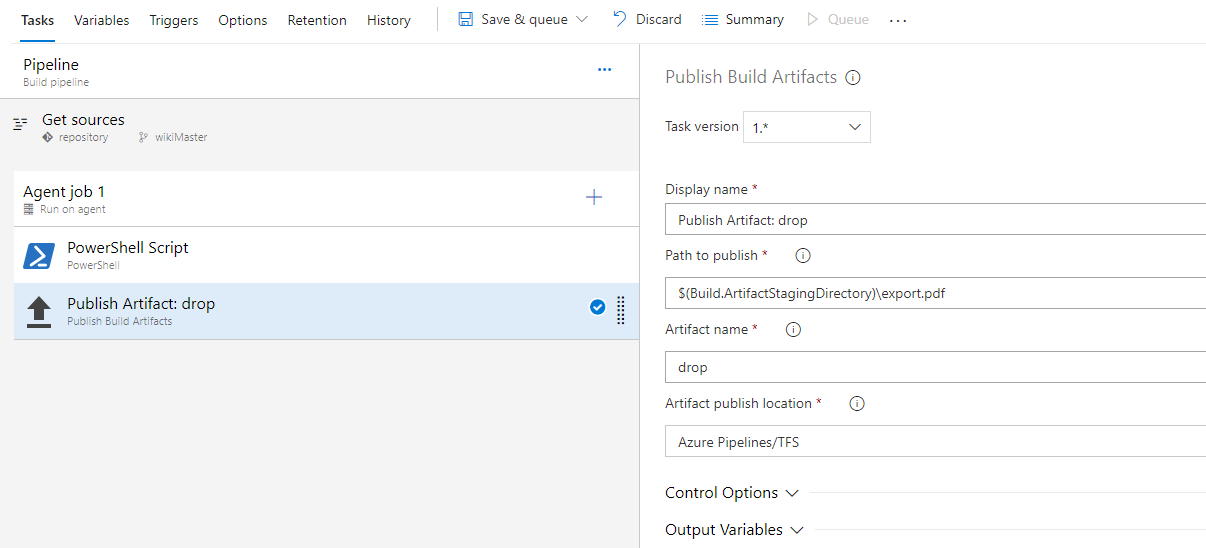 Tasks Variables Triggers Options Retention History Save & queue Discard Summary Queue ...
Pipeline
Build pipeline
Get sources
repository wikiMaster
Agent job 1
Run on agent
PowerShell Script
PowerShell
Publish Artifact: drop
Publish Build Artifacts
Publish Build Artifacts
Task version 1.*
Display name *
Publish Artifact: drop
Path to publish *
$(Build.ArtifactStagingDirectory)\export.pdf
Artifact name *
drop
Artifact publish location *
Azure Pipelines/TFS
Control Options
Output Variables